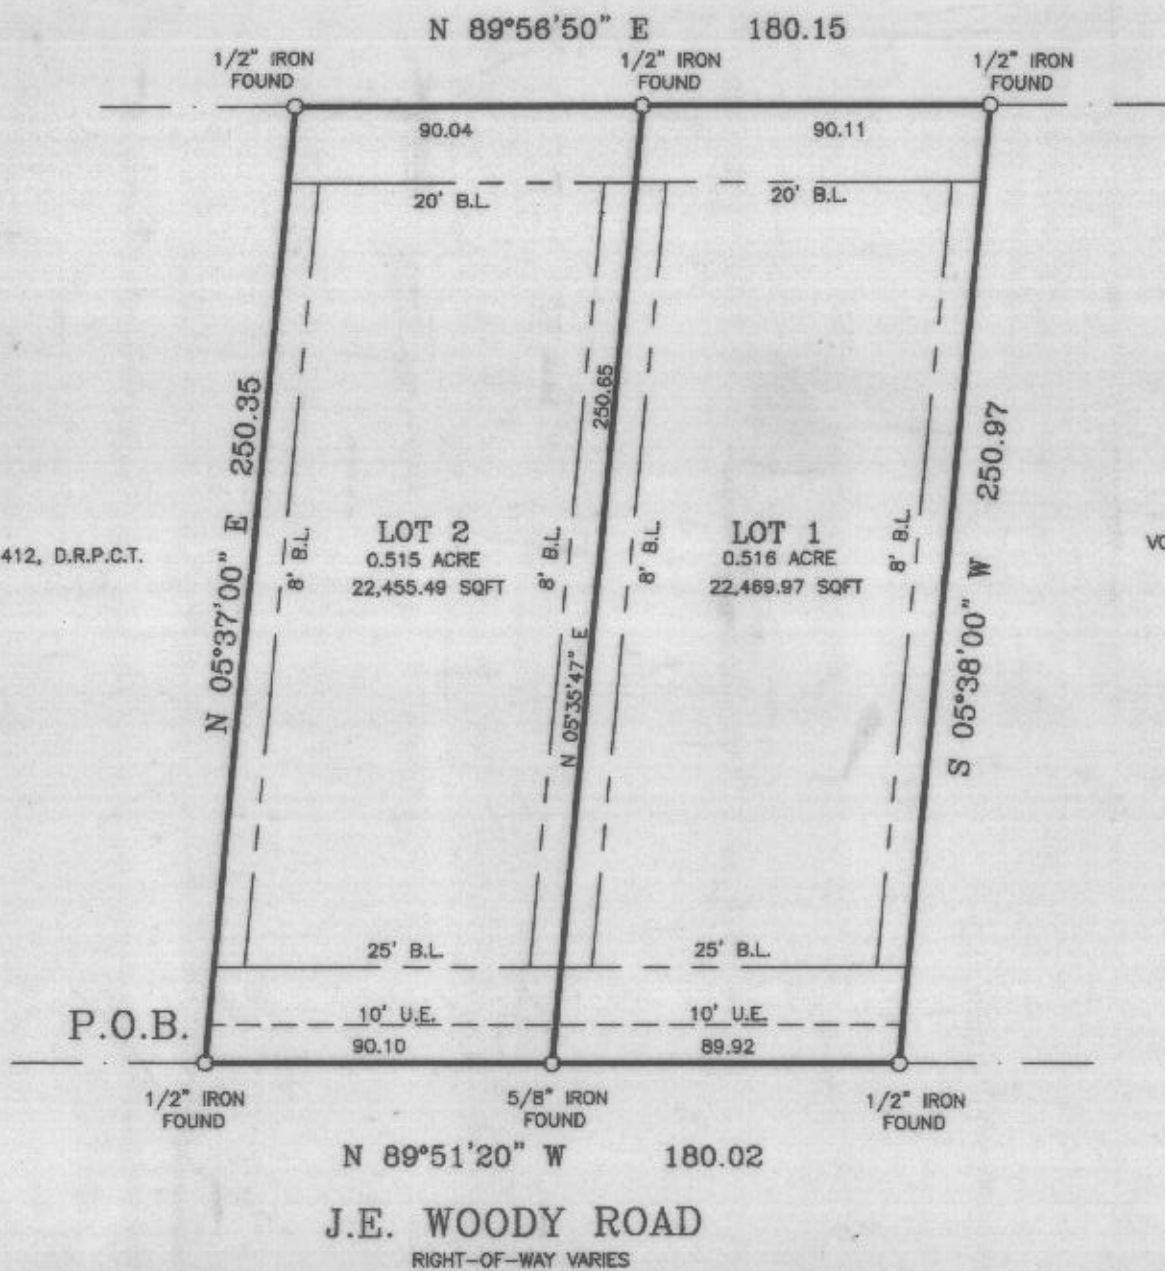 N 89°56'50" E 180.15
1/2" IRON
FOUND
1/2" IRON
FOUND
1/2" IRON
FOUND
90.04
90.11
20' B.L.
20' B.L.
N 05°37'00" E 250.35
8' B.L.
412, D.R.P.C.T.
LOT 2
0.515 ACRE
22,455.49 SQFT
8' B.L.
N 05°35'47" E 250.65
8' B.L.
LOT 1
0.516 ACRE
22,469.97 SQFT
8' B.L.
S 05°38'00" W 250.97
VO
25' B.L.
25' B.L.
P.O.B.
10' U.E.
10' U.E.
90.10
89.92
1/2" IRON
FOUND
5/8" IRON
FOUND
1/2" IRON
FOUND
N 89°51'20" W 180.02
J.E. WOODY ROAD
RIGHT-OF-WAY VARIES